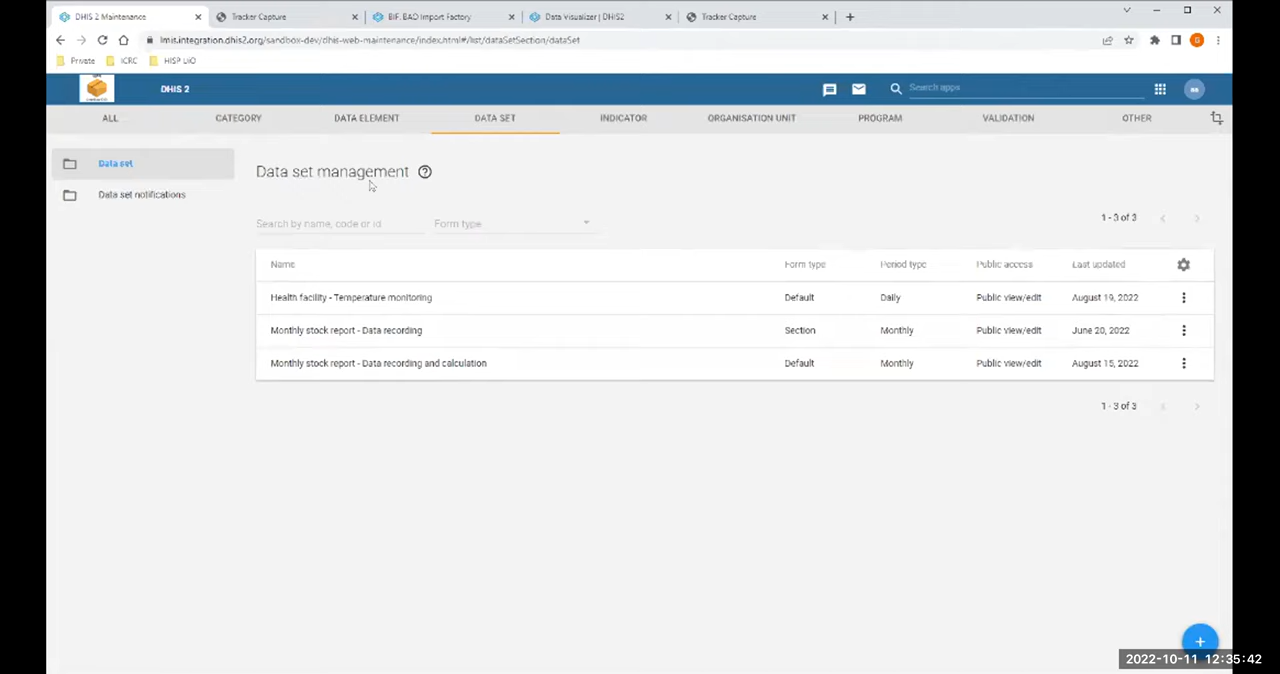 DHIS 2 Maintenance
Tracker Capture
BIF. BAO Import Factory
Data Visualizer | DHIS2
Tracker Capture
lmis.integration.dhis2.org/sandbox-dev/dhis-web-maintenance/index.html#/list/dataSetSection/dataSet
Private
ICRC
HISP UiO
DHIS 2
Search apps
ALL
CATEGORY
DATA ELEMENT
DATA SET
INDICATOR
ORGANISATION UNIT
PROGRAM
VALIDATION
OTHER
Data set
Data set notifications
Data set management
Search by name, code or id
Form type
1 - 3 of 3
Name Form type Period type Public access Last updated
Health facility - Temperature monitoring Default Daily Public view/edit August 19, 2022
Monthly stock report - Data recording Section Monthly Public view/edit June 20, 2022
Monthly stock report - Data recording and calculation Default Monthly Public view/edit August 15, 2022
1 - 3 of 3
2022-10-11 12:35:42